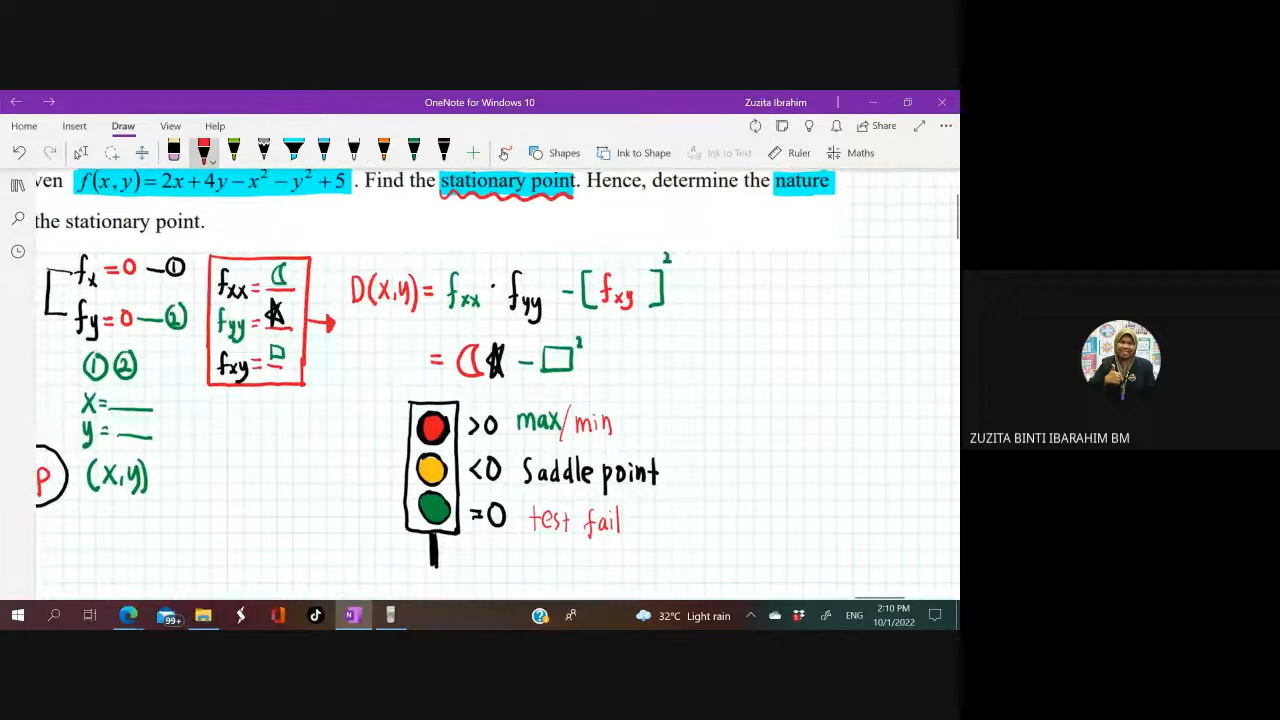 OneNote for Windows 10
Zuzita Ibrahim
Home Insert Draw View Help
Share
Shapes Ink to Shape Ink to Text Ruler Maths
ven f(x, y) = 2x + 4y − x² − y² + 5 . Find the stationary point. Hence, determine the nature
the stationary point.
fx = 0 — ①
fy = 0 — ②
① ②
x = ___
y = ___
P (x,y)
fxx =
fyy =
fxy =
D(x,y) = fxx · fyy − [fxy]²
= ☾★ − □²
>0 max/min
<0 Saddle point
=0 test fail
ZUZITA BINTI IBARAHIM BM
99+
32°C Light rain
ENG
2:10 PM
10/1/2022